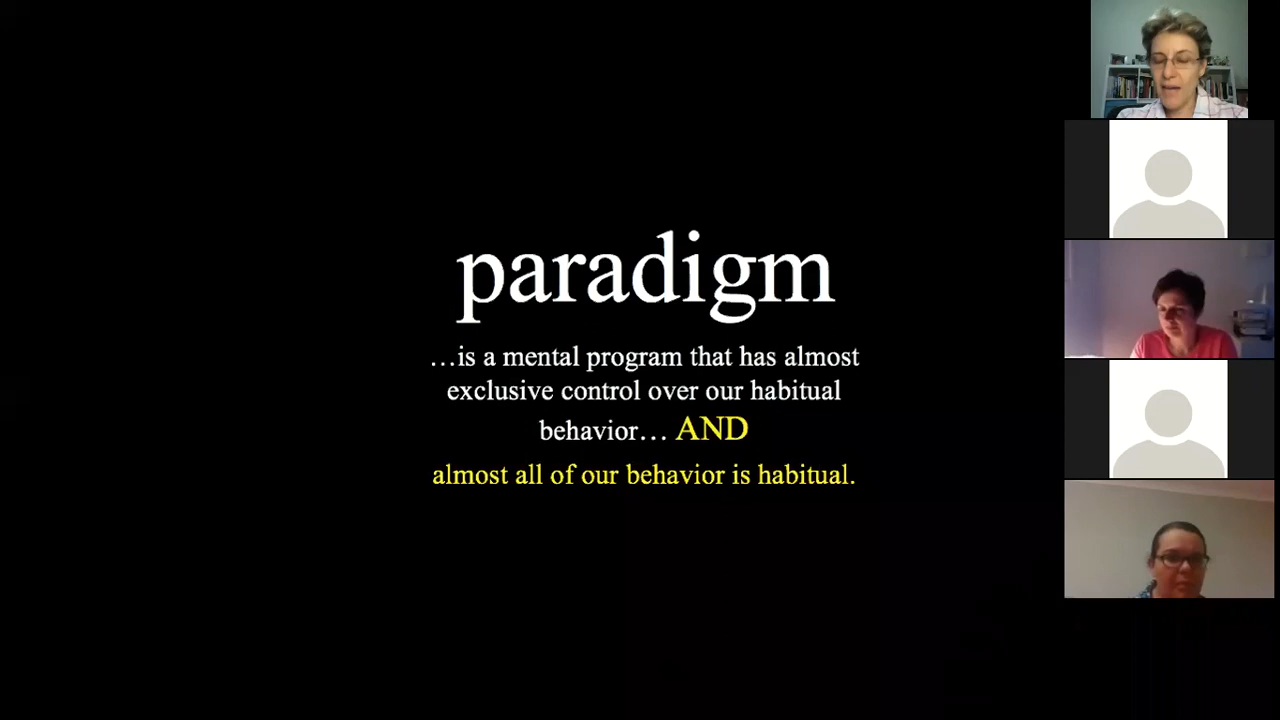 paradigm
…is a mental program that has almost
exclusive control over our habitual
behavior… AND
almost all of our behavior is habitual.